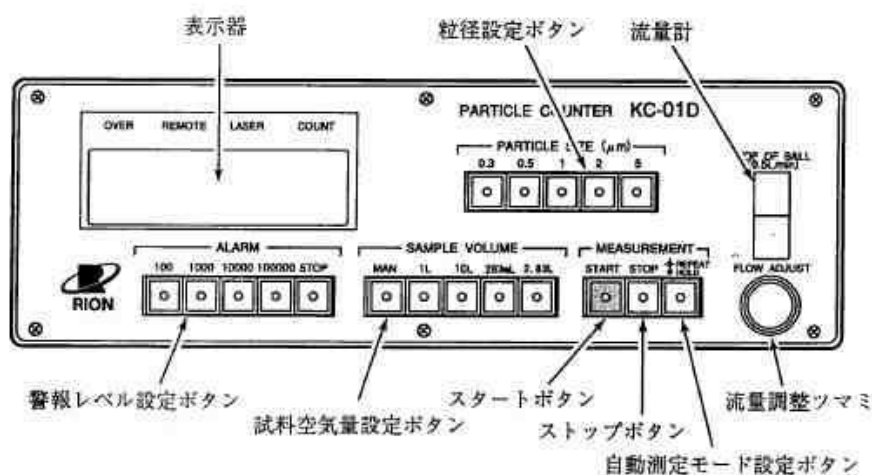 表示器
粒径設定ボタン
流量計
PARTICLE COUNTER KC-01D
OVER REMOTE LASER COUNT
PARTICLE SIZE (μm)
0.3 0.5 1 2 5
OF BALL
ALARM
100 1000 10000 100000 STOP
SAMPLE VOLUME
MAN 1L 10L 283mL 2.83L
MEASUREMENT
START STOP REPEAT
HOLD
FLOW ADJUST
RION
警報レベル設定ボタン
試料空気量設定ボタン
スタートボタン
ストップボタン
自動測定モード設定ボタン
流量調整ツマミ